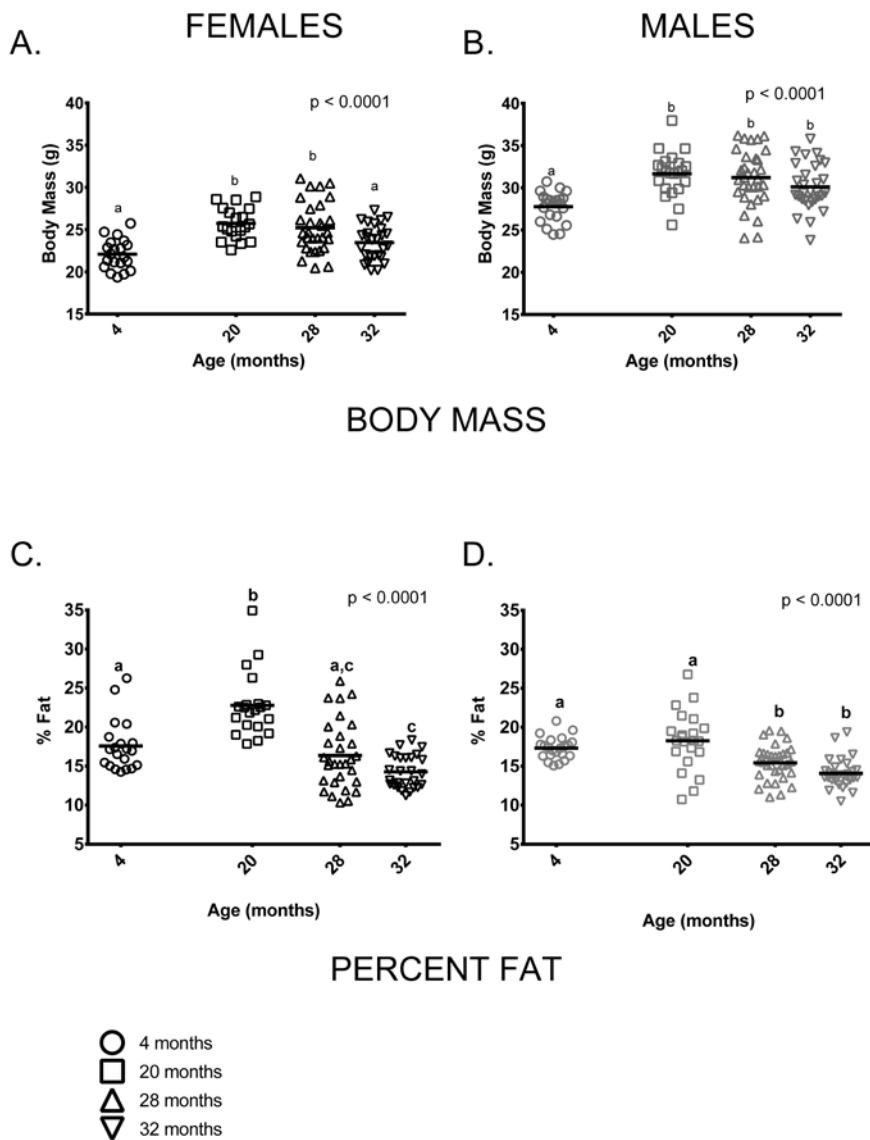 FEMALES
MALES
A.
B.
p < 0.0001
p < 0.0001
40
35
30
25
20
15
Body Mass (g)
a
b
b
a
4
20
28
32
Age (months)
40
35
30
25
20
15
Body Mass (g)
a
b
b
b
4
20
28
32
Age (months)
BODY MASS
C.
D.
p < 0.0001
p < 0.0001
35
30
25
20
15
10
5
% Fat
a
b
a,c
c
4
20
28
32
Age (months)
35
30
25
20
15
10
5
% Fat
a
a
b
b
4
20
28
32
Age (months)
PERCENT FAT
4 months
20 months
28 months
32 months